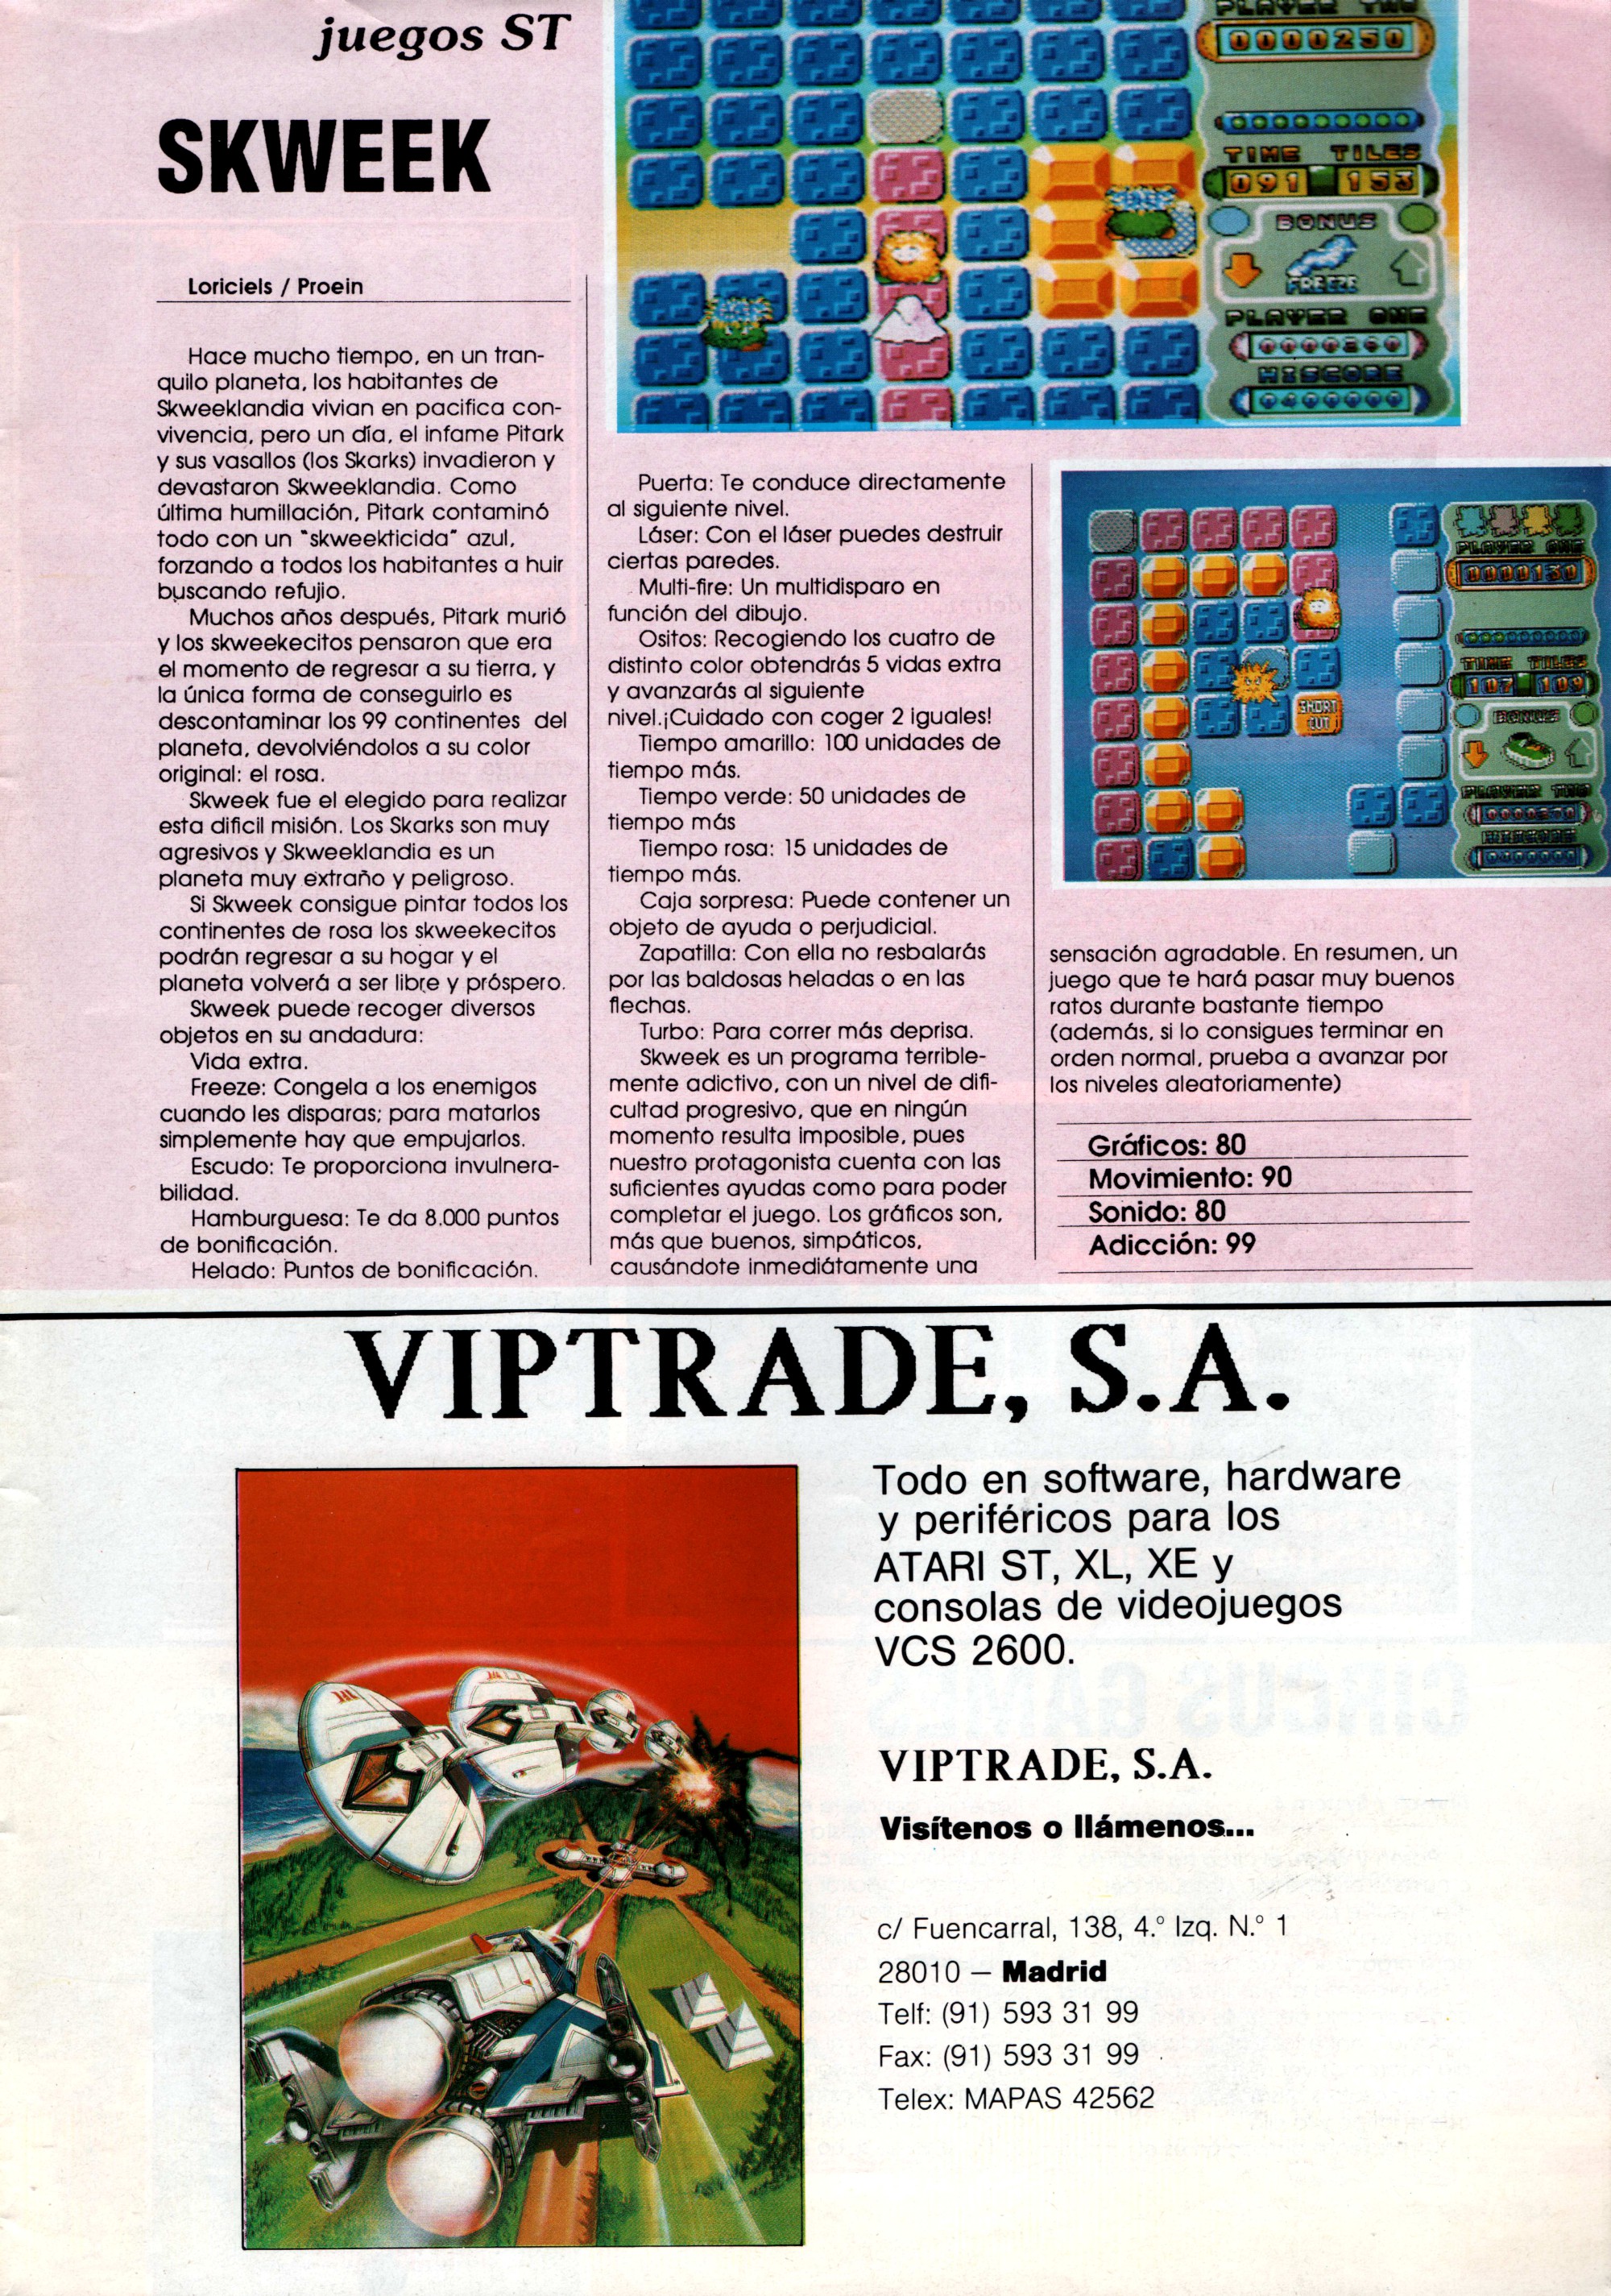 juegos ST
SKWEEK
Loriciels / Proein
Hace mucho tiempo, en un tran-
quilo planeta, los habitantes de
Skweeklandia vivian en pacifica con-
vivencia, pero un día, el infame Pitark
y sus vasallos (los Skarks) invadieron y
devastaron Skweeklandia. Como
última humillación, Pitark contaminó
todo con un "skweekticida" azul,
forzando a todos los habitantes a huir
buscando refujio.
Muchos años después, Pitark murió
y los skweekecitos pensaron que era
el momento de regresar a su tierra, y
la única forma de conseguirlo es
descontaminar los 99 continentes del
planeta, devolviéndolos a su color
original: el rosa.
Skweek fue el elegido para realizar
esta dificil misión. Los Skarks son muy
agresivos y Skweeklandia es un
planeta muy extraño y peligroso.
Si Skweek consigue pintar todos los
continentes de rosa los skweekecitos
podrán regresar a su hogar y el
planeta volverá a ser libre y próspero.
Skweek puede recoger diversos
objetos en su andadura:
Vida extra.
Freeze: Congela a los enemigos
cuando les disparas; para matarlos
simplemente hay que empujarlos.
Escudo: Te proporciona invulnera-
bilidad.
Hamburguesa: Te da 8.000 puntos
de bonificación.
Helado: Puntos de bonificación.
PLAYER TWO
0000250
TIME TILES
091 153
BONUS
FREEZE
PLAYER ONE
HISCORE
Puerta: Te conduce directamente
al siguiente nivel.
Láser: Con el láser puedes destruir
ciertas paredes.
Multi-fire: Un multidisparo en
función del dibujo.
Ositos: Recogiendo los cuatro de
distinto color obtendrás 5 vidas extra
y avanzarás al siguiente
nivel.¡Cuidado con coger 2 iguales!
Tiempo amarillo: 100 unidades de
tiempo más.
Tiempo verde: 50 unidades de
tiempo más
Tiempo rosa: 15 unidades de
tiempo más.
Caja sorpresa: Puede contener un
objeto de ayuda o perjudicial.
Zapatilla: Con ella no resbalarás
por las baldosas heladas o en las
flechas.
Turbo: Para correr más deprisa.
Skweek es un programa terrible-
mente adictivo, con un nivel de difi-
cultad progresivo, que en ningún
momento resulta imposible, pues
nuestro protagonista cuenta con las
suficientes ayudas como para poder
completar el juego. Los gráficos son,
más que buenos, simpáticos,
causándote inmediátamente una
PLAYER ONE
0000130
TIME TILES
107 109
BONUS
PLAYER TWO
HISCORE
SHORT
CUT
sensación agradable. En resumen, un
juego que te hará pasar muy buenos
ratos durante bastante tiempo
(además, si lo consigues terminar en
orden normal, prueba a avanzar por
los niveles aleatoriamente)
Gráficos: 80
Movimiento: 90
Sonido: 80
Adicción: 99
VIPTRADE, S.A.
Todo en software, hardware
y periféricos para los
ATARI ST, XL, XE y
consolas de videojuegos
VCS 2600.
VIPTRADE, S.A.
Visítenos o llámenos...
c/ Fuencarral, 138, 4.º Izq. N.º 1
28010 – Madrid
Telf: (91) 593 31 99
Fax: (91) 593 31 99
Telex: MAPAS 42562